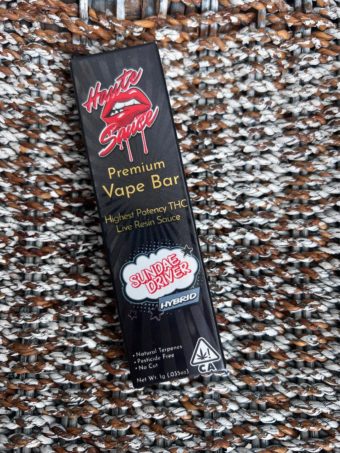 Haute
Sauce
Premium
Vape Bar
Highest Potency THC
Live Resin Sauce
SUNDAE
DRIVER
HYBRID
• Natural Terpenes
• Pesticide Free
• No Cut
Net Wt. 1g (.035oz)
CA